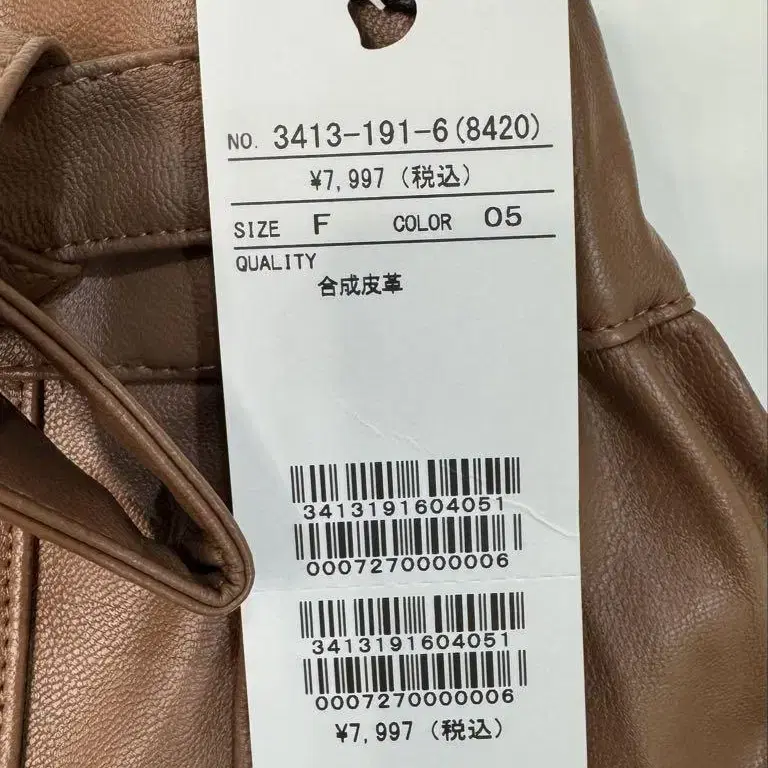 NO. 3413-191-6(8420)
¥7,997 (税込)
SIZE F COLOR 05
QUALITY
合成皮革
3413191604051
0007270000006
3413191604051
0007270000006
¥7,997 (税込)